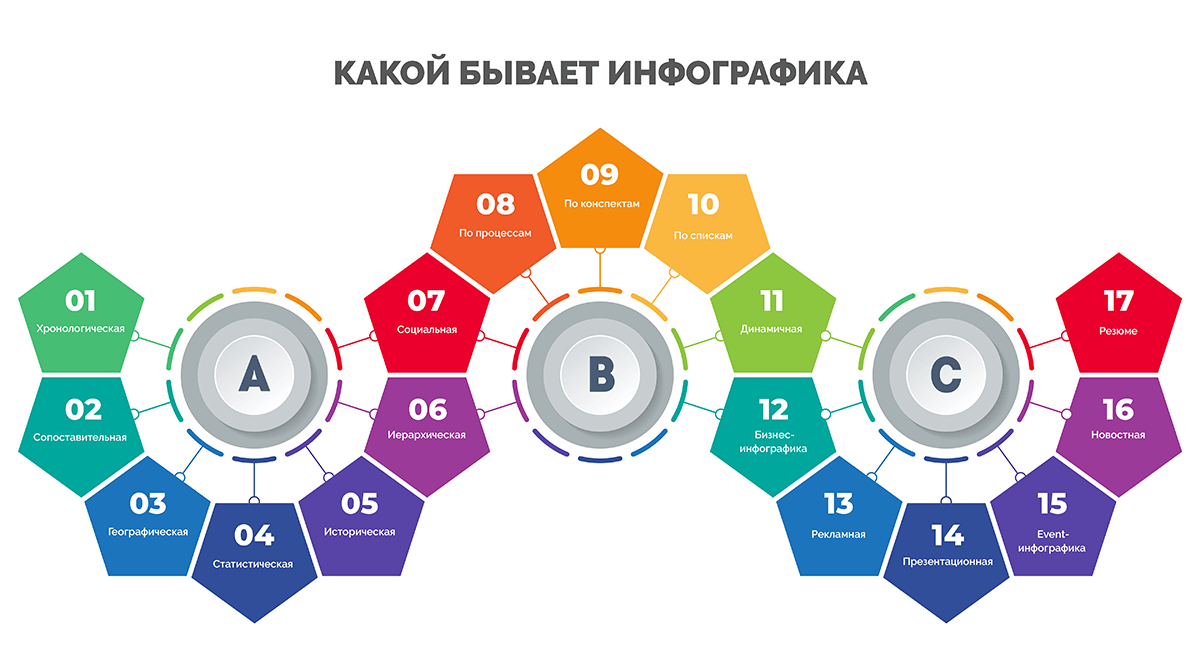 КАКОЙ БЫВАЕТ ИНФОГРАФИКА
01
Хронологическая
02
Сопоставительная
03
Географическая
04
Статистическая
05
Историческая
06
Иерархическая
07
Социальная
08
По процессам
09
По конспектам
10
По спискам
11
Динамичная
12
Бизнес-
инфографика
13
Рекламная
14
Презентационная
15
Event-
инфографика
16
Новостная
17
Резюме
A
B
C